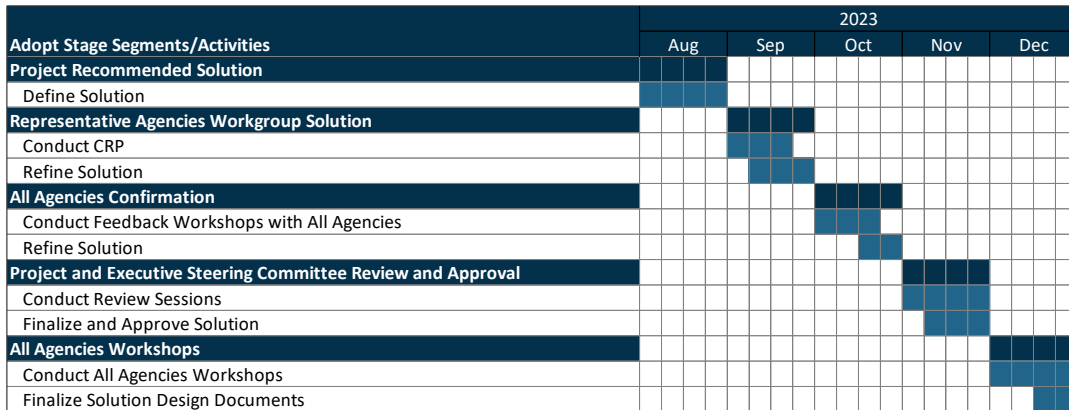 2023
Adopt Stage Segments/Activities Aug Sep Oct Nov Dec
Project Recommended Solution
Define Solution
Representative Agencies Workgroup Solution
Conduct CRP
Refine Solution
All Agencies Confirmation
Conduct Feedback Workshops with All Agencies
Refine Solution
Project and Executive Steering Committee Review and Approval
Conduct Review Sessions
Finalize and Approve Solution
All Agencies Workshops
Conduct All Agencies Workshops
Finalize Solution Design Documents